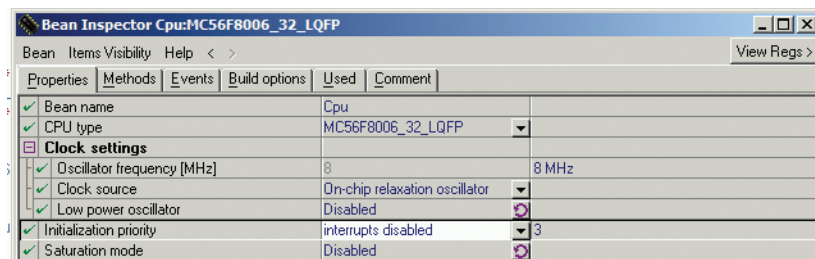 Bean Inspector Cpu:MC56F8006_32_LQFP
Bean Items Visibility Help < > View Regs >
Properties Methods Events Build options Used Comment
Bean name Cpu
CPU type MC56F8006_32_LQFP
Clock settings
Oscillator frequency [MHz] 8 8 MHz
Clock source On-chip relaxation oscillator
Low power oscillator Disabled
Initialization priority interrupts disabled 3
Saturation mode Disabled